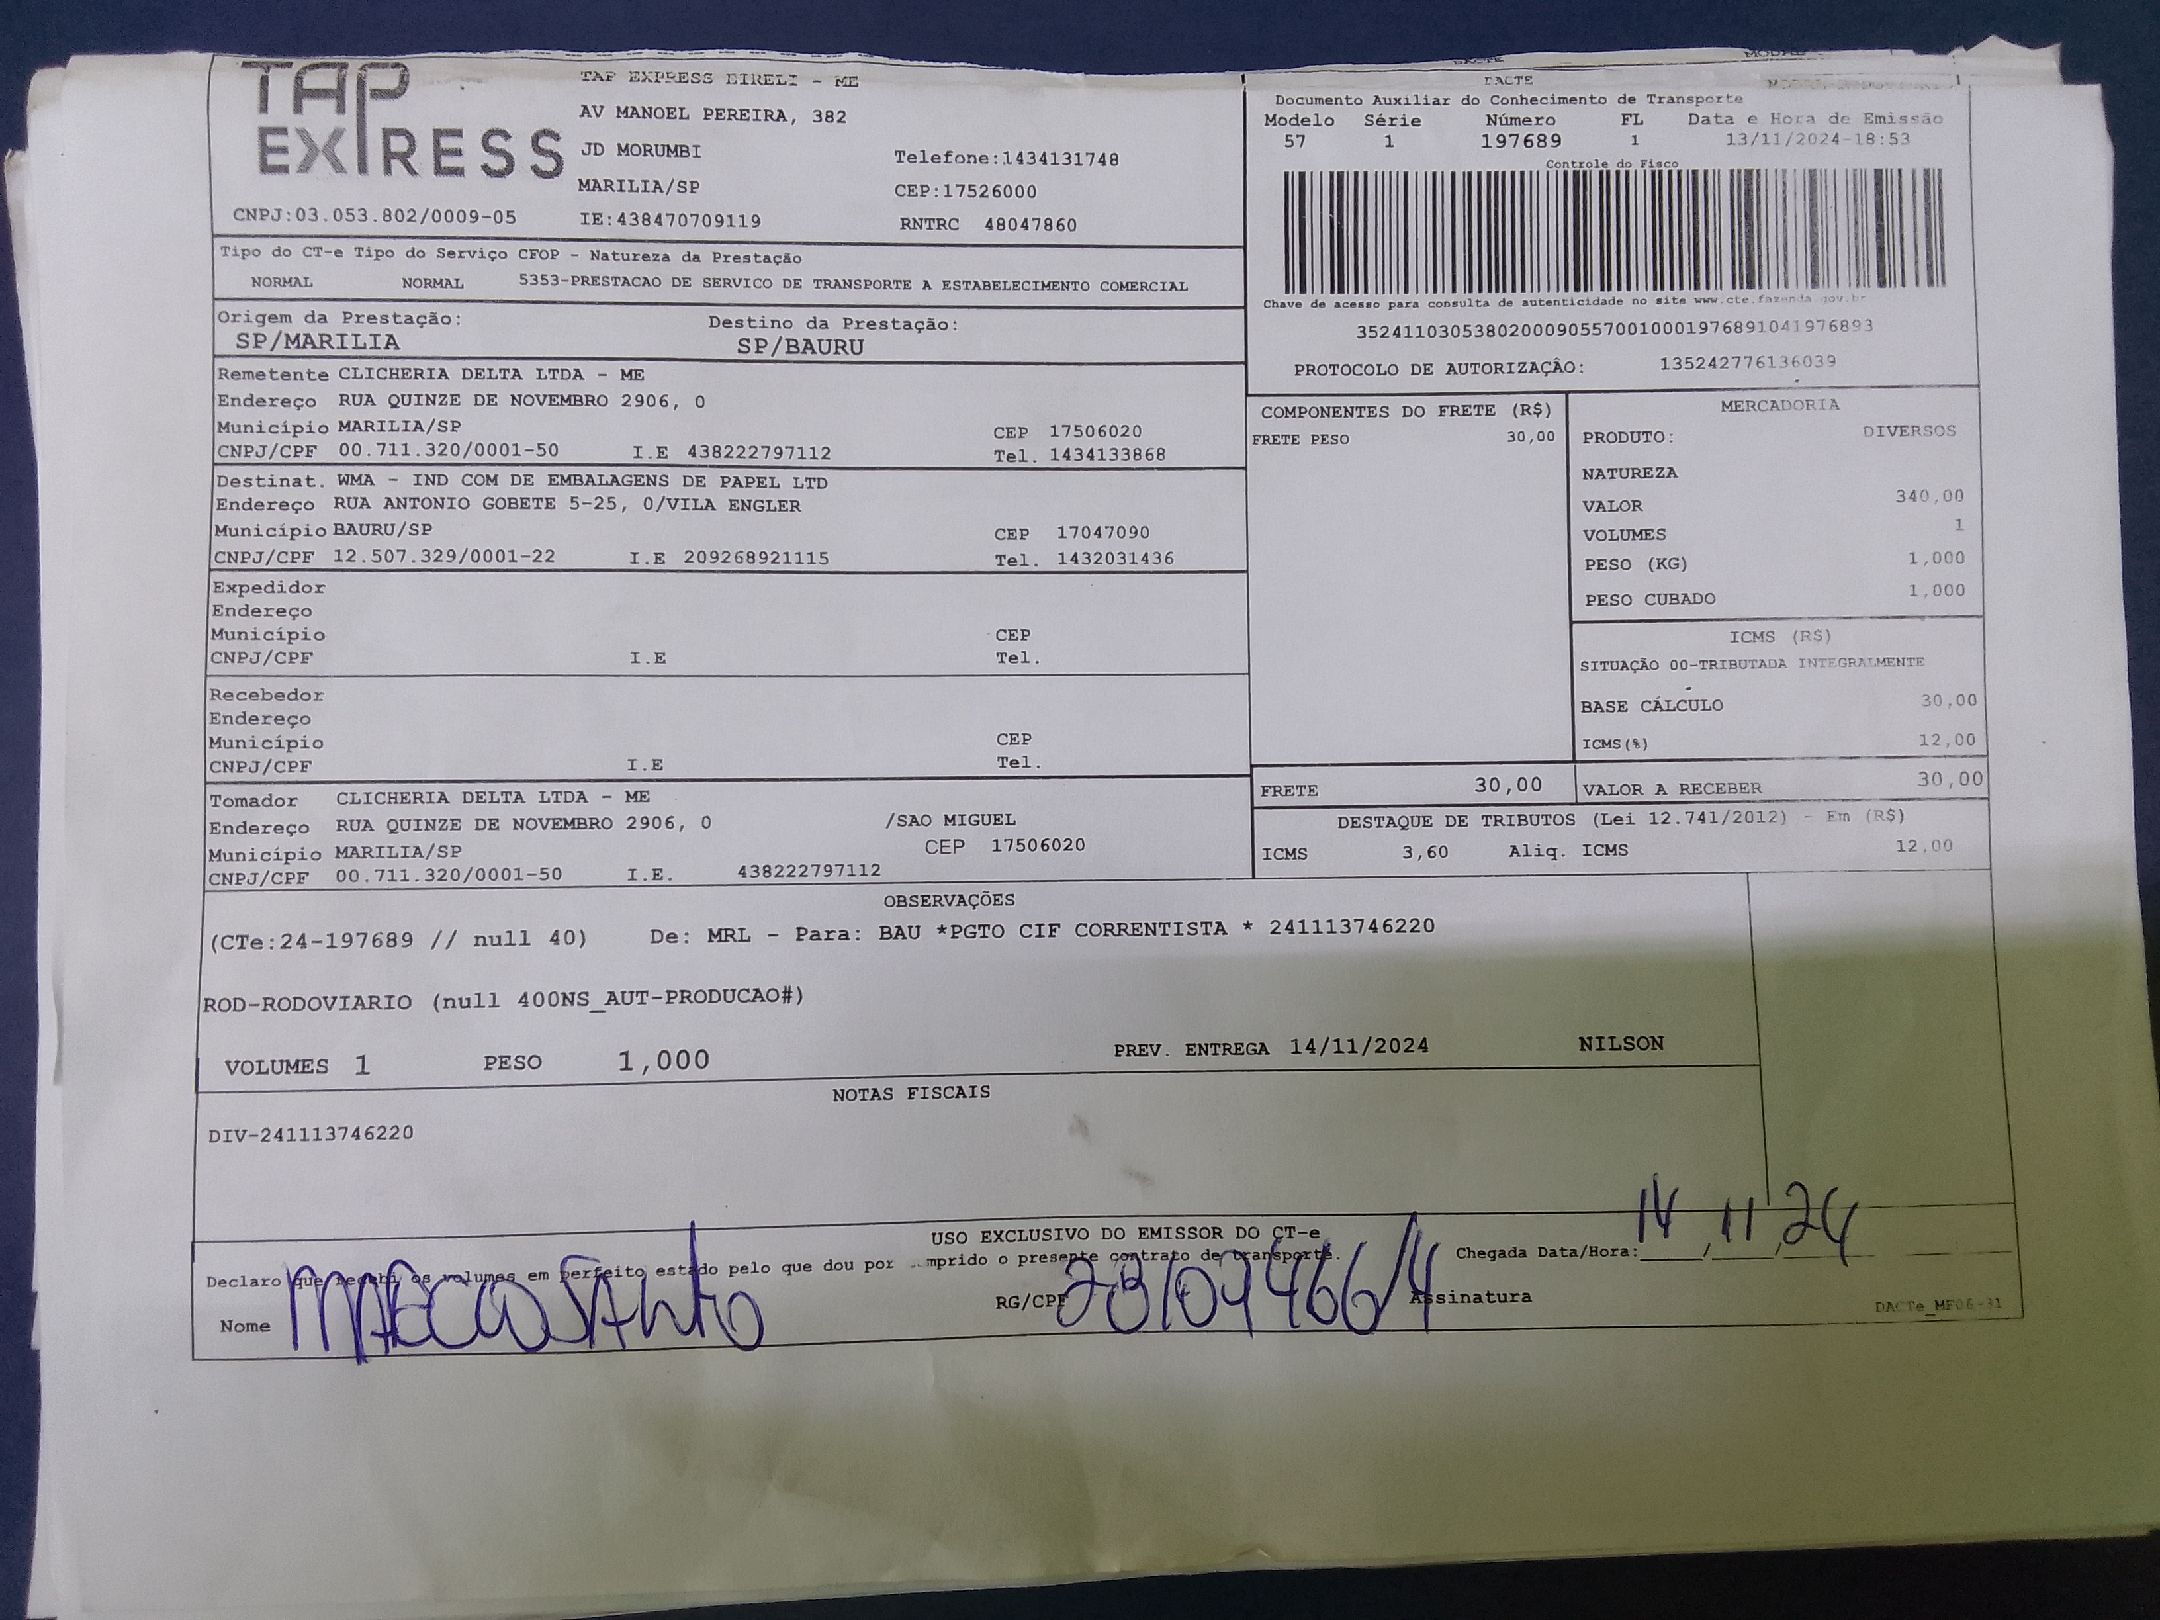 TAP EXPRESS
TAP EXPRESS EIRELI - ME
AV MANOEL PEREIRA, 382
JD MORUMBI
Telefone:1434131748
MARILIA/SP
CEP:17526000
CNPJ:03.053.802/0009-05
IE:438470709119
RNTRC 48047860
DACTE
Documento Auxiliar do Conhecimento de Transporte
Modelo Série Número FL Data e Hora de Emissão
57 1 197689 1 13/11/2024-18:53
Controle do Fisco
Chave de acesso para consulta de autenticidade no site www.cte.fazenda.gov.br
35241103053802000905570010001976891041976893
PROTOCOLO DE AUTORIZAÇÃO: 135242776136039
Tipo do CT-e Tipo do Serviço CFOP - Natureza da Prestação
NORMAL NORMAL 5353-PRESTACAO DE SERVICO DE TRANSPORTE A ESTABELECIMENTO COMERCIAL
Origem da Prestação: Destino da Prestação:
SP/MARILIA SP/BAURU
Remetente CLICHERIA DELTA LTDA - ME
Endereço RUA QUINZE DE NOVEMBRO 2906, 0
Município MARILIA/SP CEP 17506020
CNPJ/CPF 00.711.320/0001-50 I.E 438222797112 Tel. 1434133868
Destinat. WMA - IND COM DE EMBALAGENS DE PAPEL LTD
Endereço RUA ANTONIO GOBETE 5-25, 0/VILA ENGLER
Município BAURU/SP CEP 17047090
CNPJ/CPF 12.507.329/0001-22 I.E 209268921115 Tel. 1432031436
Expedidor
Endereço
Município CEP
CNPJ/CPF I.E Tel.
Recebedor
Endereço
Município CEP
CNPJ/CPF I.E Tel.
Tomador CLICHERIA DELTA LTDA - ME
Endereço RUA QUINZE DE NOVEMBRO 2906, 0 /SAO MIGUEL
Município MARILIA/SP CEP 17506020
CNPJ/CPF 00.711.320/0001-50 I.E. 438222797112
COMPONENTES DO FRETE (R$)
FRETE PESO 30,00
MERCADORIA
PRODUTO: DIVERSOS
NATUREZA
VALOR 340,00
VOLUMES 1
PESO (KG) 1,000
PESO CUBADO 1,000
ICMS (R$)
SITUAÇÃO 00-TRIBUTADA INTEGRALMENTE
BASE CÁLCULO 30,00
ICMS(%) 12,00
FRETE 30,00 VALOR A RECEBER 30,00
DESTAQUE DE TRIBUTOS (Lei 12.741/2012) - Em (R$)
ICMS 3,60 Aliq. ICMS 12,00
OBSERVAÇÕES
(CTe:24-197689 // null 40) De: MRL - Para: BAU *PGTO CIF CORRENTISTA * 241113746220
ROD-RODOVIARIO (null 400NS_AUT-PRODUCAO#)
VOLUMES 1 PESO 1,000 PREV. ENTREGA 14/11/2024 NILSON
NOTAS FISCAIS
DIV-241113746220
USO EXCLUSIVO DO EMISSOR DO CT-e
14 11 24
Declaro que recebi os volumes em perfeito estado pelo que dou por mprido o presente contrato de transporte.
Chegada Data/Hora:____/____/____
Nome RG/CPF Assinatura
DACTe_MF06-31